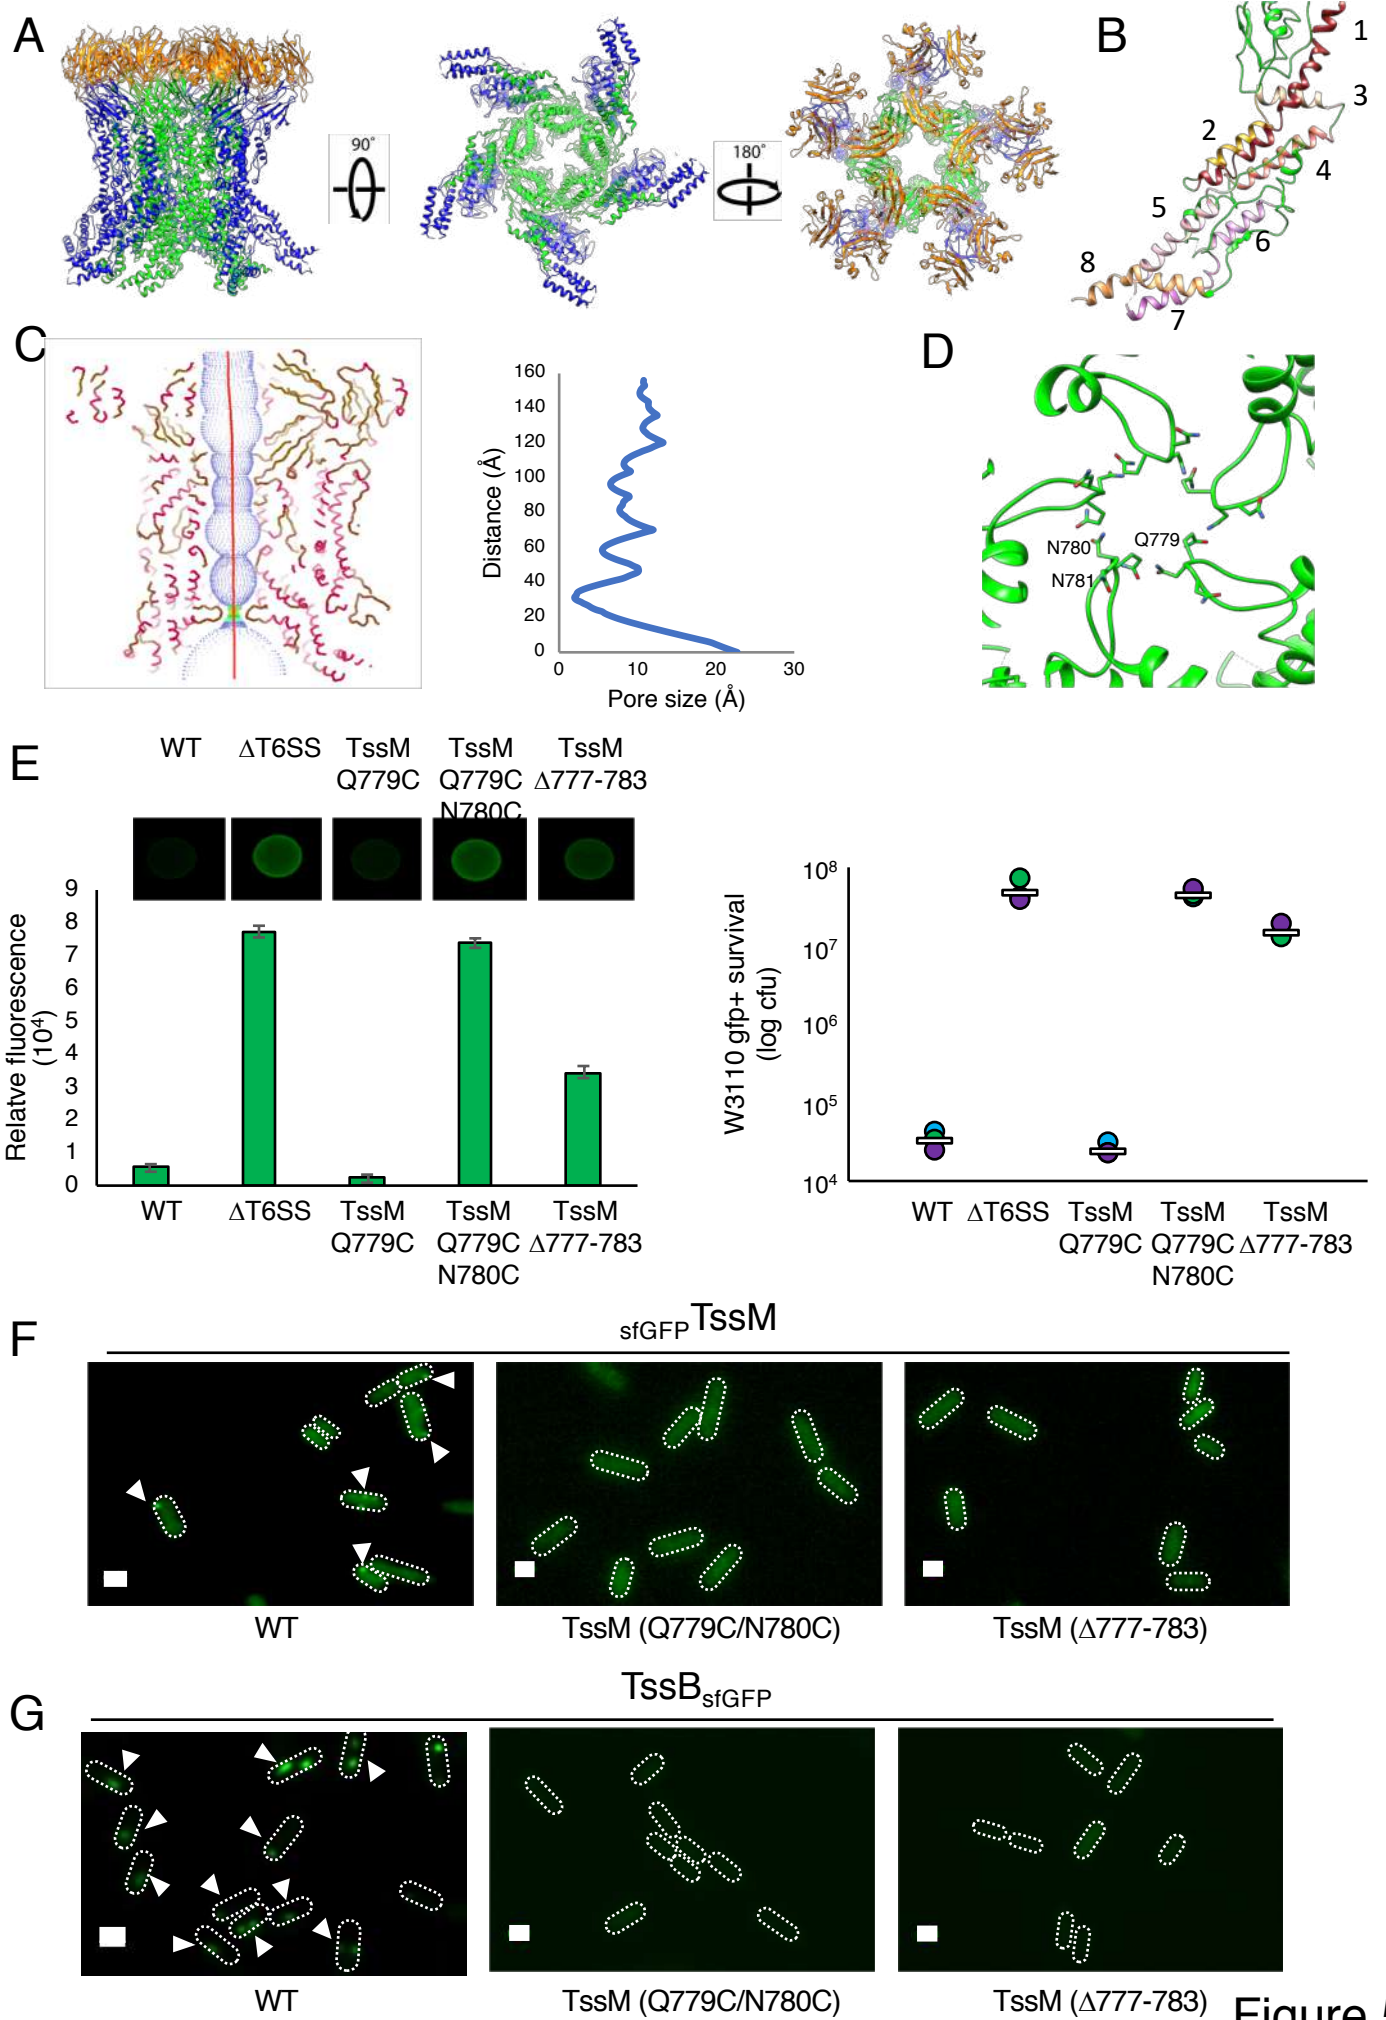 A
90°
180°
B
1
3
2
4
5
6
8
7
C
160
140
120
100
80
60
40
20
0
Distance (Å)
0 10 20 30
Pore size (Å)
D
N780
Q779
N781
E
WT ΔT6SS TssM TssM TssM
Q779C Q779C Δ777-783
N780C
9
8
7
6
5
4
3
2
1
0
Relatve fluorescence
(10⁴)
WT ΔT6SS TssM TssM TssM
Q779C Q779C Δ777-783
N780C
10⁸
10⁷
10⁶
10⁵
10⁴
W3110 gfp+ survival
(log cfu)
WT ΔT6SS TssM TssM TssM
Q779C Q779C Δ777-783
N780C
F
sfGFPTssM
WT TssM (Q779C/N780C) TssM (Δ777-783)
G
TssBsfGFP
WT TssM (Q779C/N780C) TssM (Δ777-783)
Figure